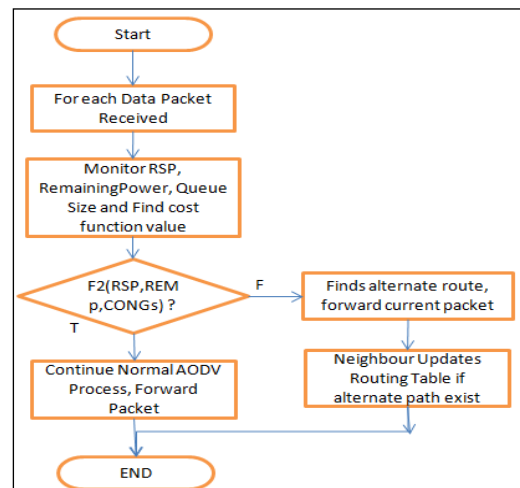 Start
For each Data Packet
Received
Monitor RSP,
RemainingPower, Queue
Size and Find cost
function value
F2(RSP,REM
p,CONGs) ?
F
T
Finds alternate route,
forward current packet
Continue Normal AODV
Process, Forward
Packet
Neighbour Updates
Routing Table if
alternate path exist
END